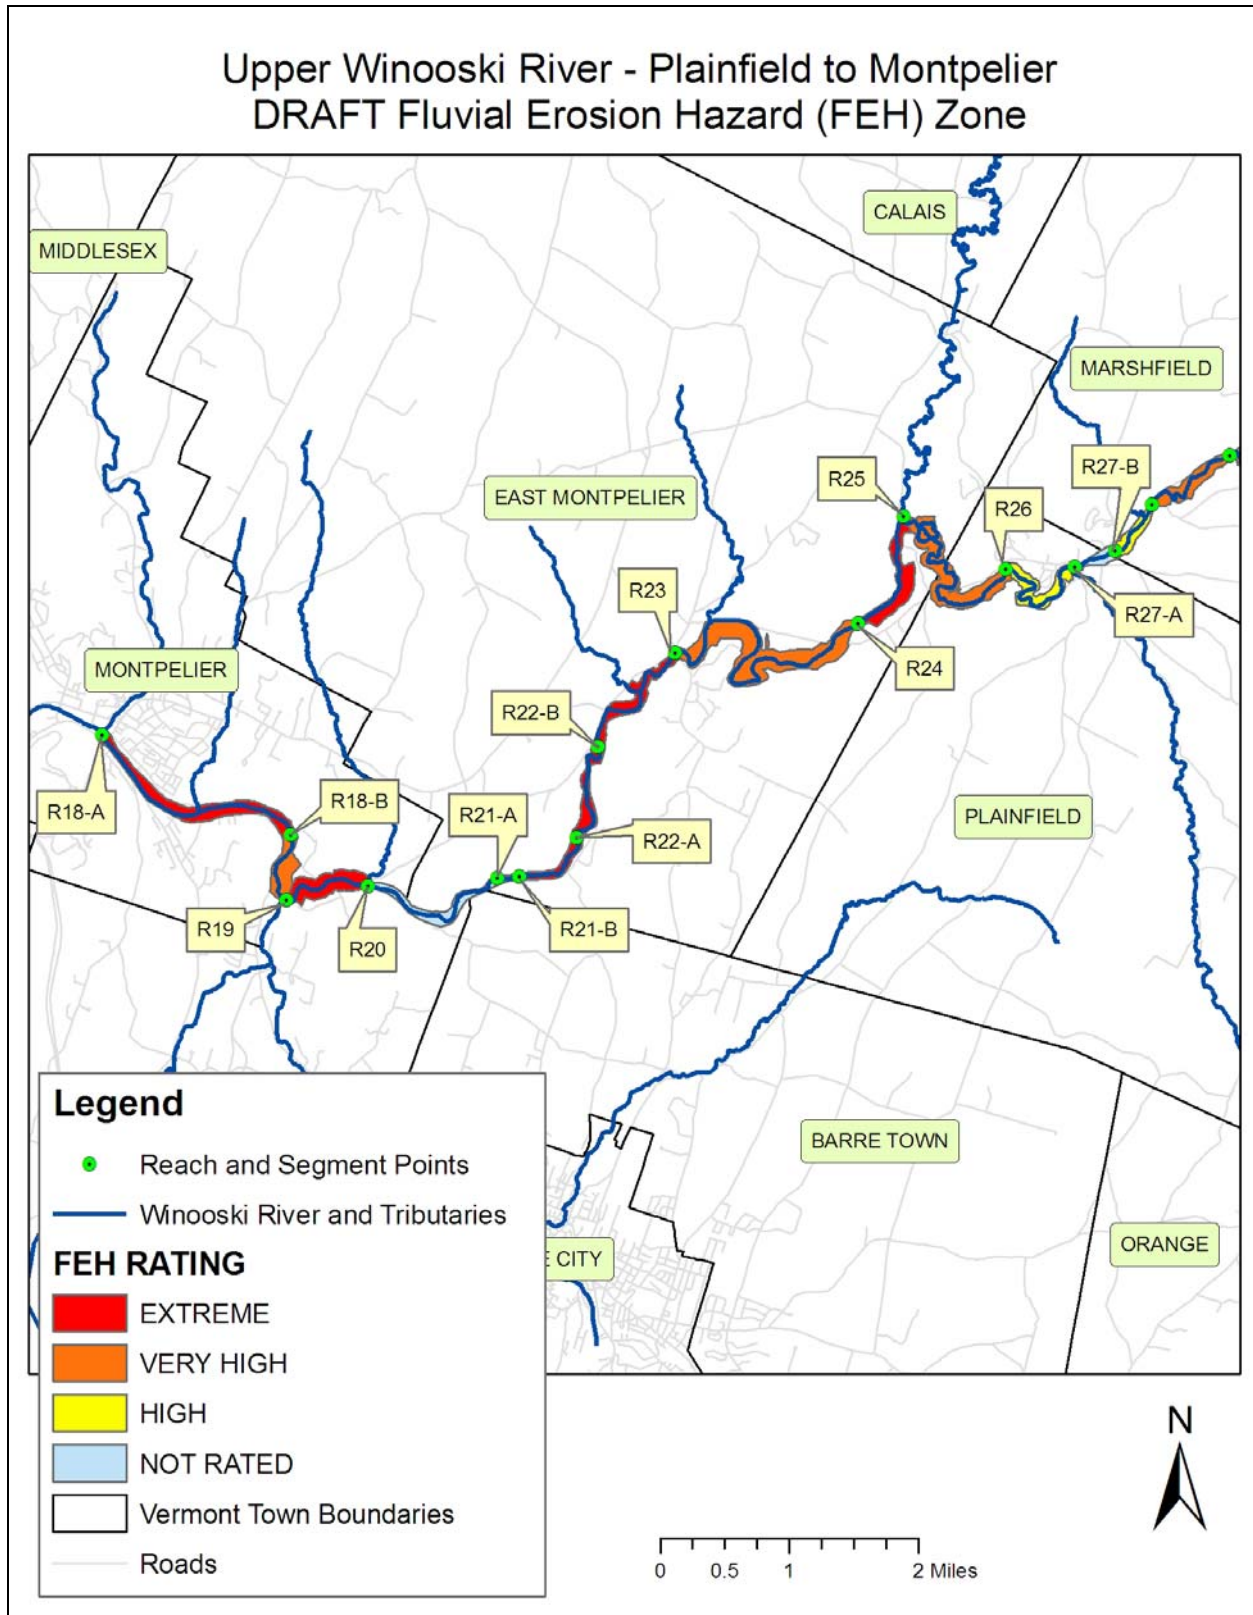 Upper Winooski River - Plainfield to Montpelier
DRAFT Fluvial Erosion Hazard (FEH) Zone
CALAIS
MIDDLESEX
MARSHFIELD
R27-B
R25
EAST MONTPELIER
R26
R23
R27-A
MONTPELIER
R24
R22-B
R18-A
R18-B
R21-A
PLAINFIELD
R22-A
R19
R20
R21-B
BARRE TOWN
E CITY
ORANGE
Legend
Reach and Segment Points
Winooski River and Tributaries
FEH RATING
EXTREME
VERY HIGH
HIGH
NOT RATED
Vermont Town Boundaries
Roads
N
0 0.5 1 2 Miles